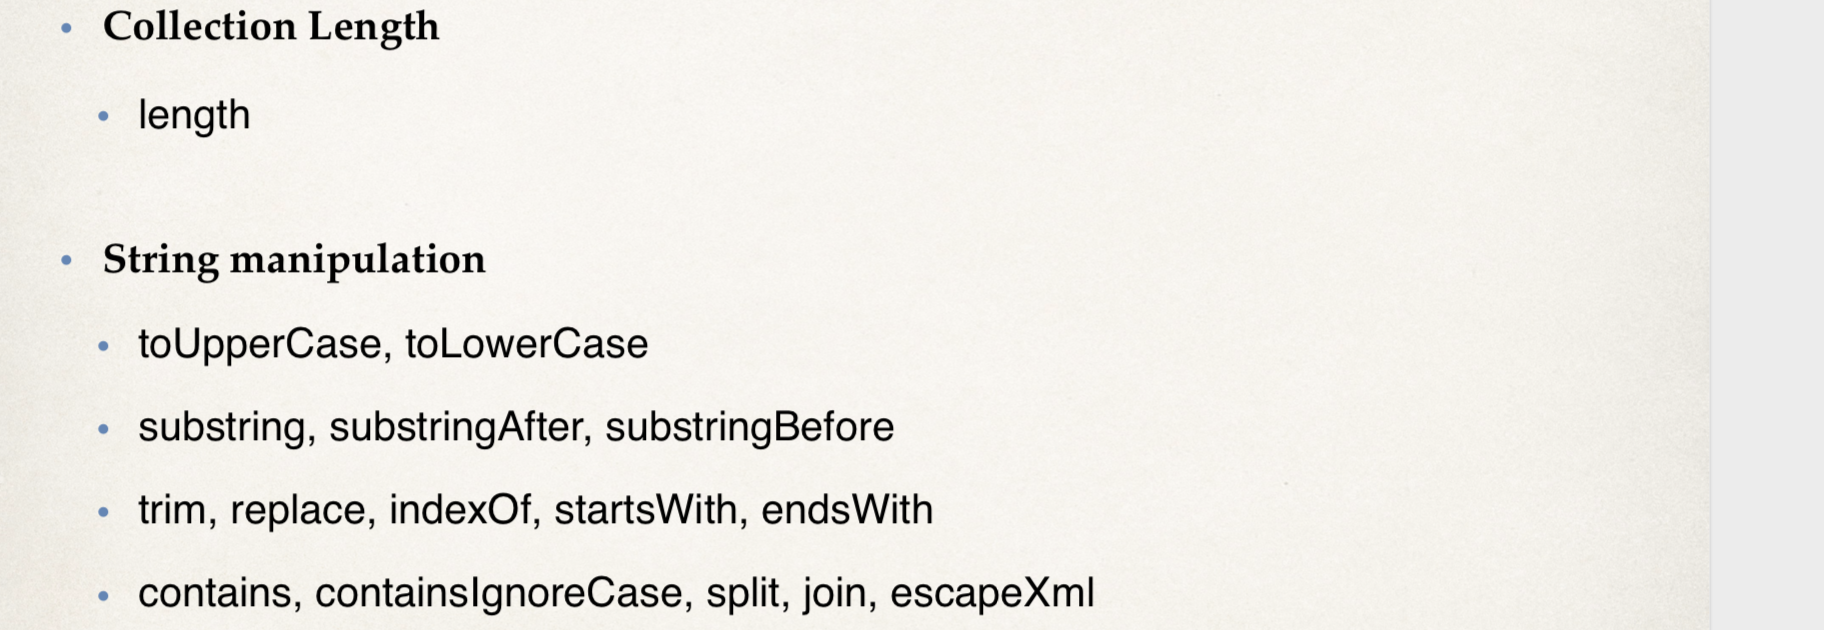 • Collection Length
• length
• String manipulation
• toUpperCase, toLowerCase
• substring, substringAfter, substringBefore
• trim, replace, indexOf, startsWith, endsWith
• contains, containsIgnoreCase, split, join, escapeXml